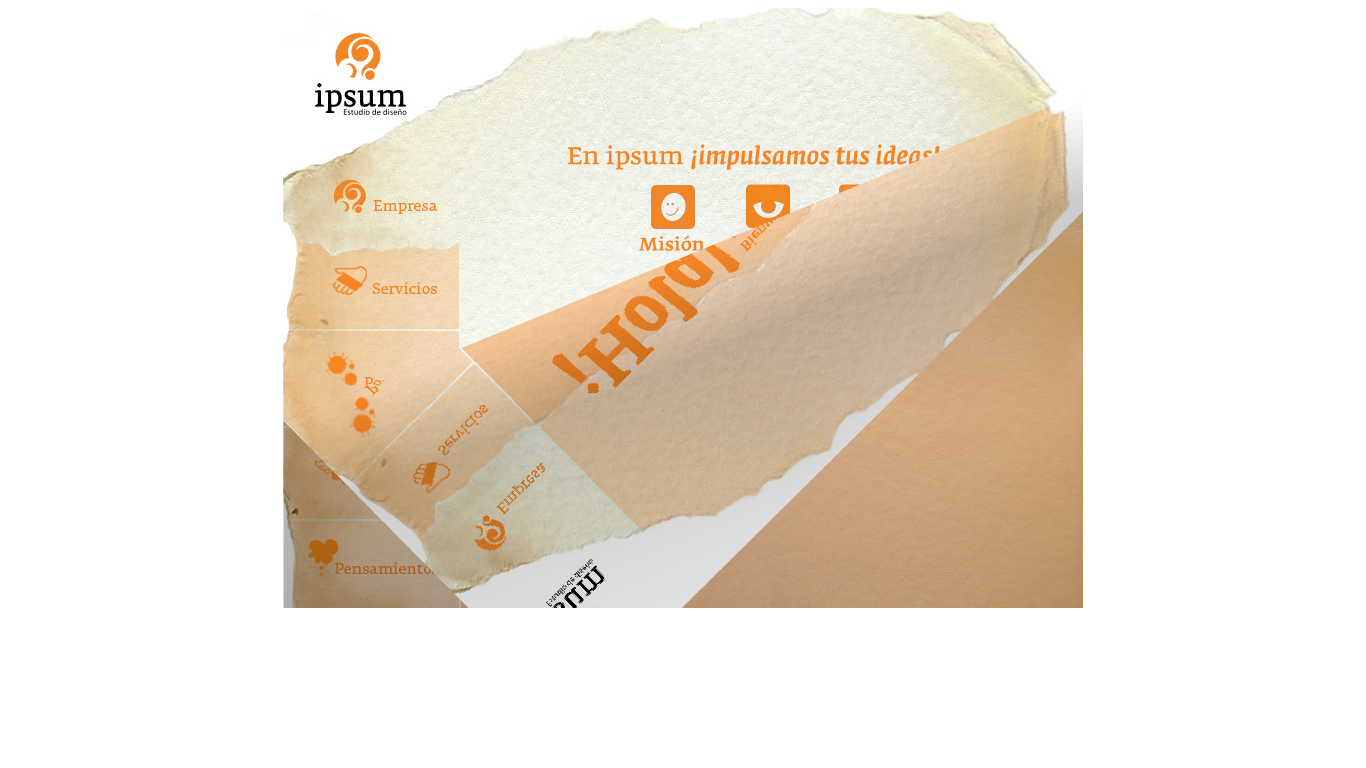 ipsum
Estudio de diseño
En ipsum ¡impulsamos tus ideas!
Empresa
Misión
Servicios
¡Hola!
Servicios
Empresa
Pensamiento